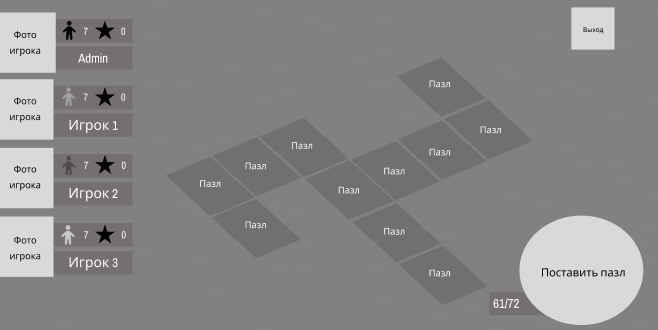 Фото
игрока
7 0
Admin
Фото
игрока
7 0
Игрок 1
Фото
игрока
7 0
Игрок 2
Фото
игрока
7 0
Игрок 3
Выход
Пазл
Пазл
Пазл
Пазл
Пазл
Пазл
Пазл
Пазл
Пазл
Пазл
Пазл
Поставить пазл
61/72